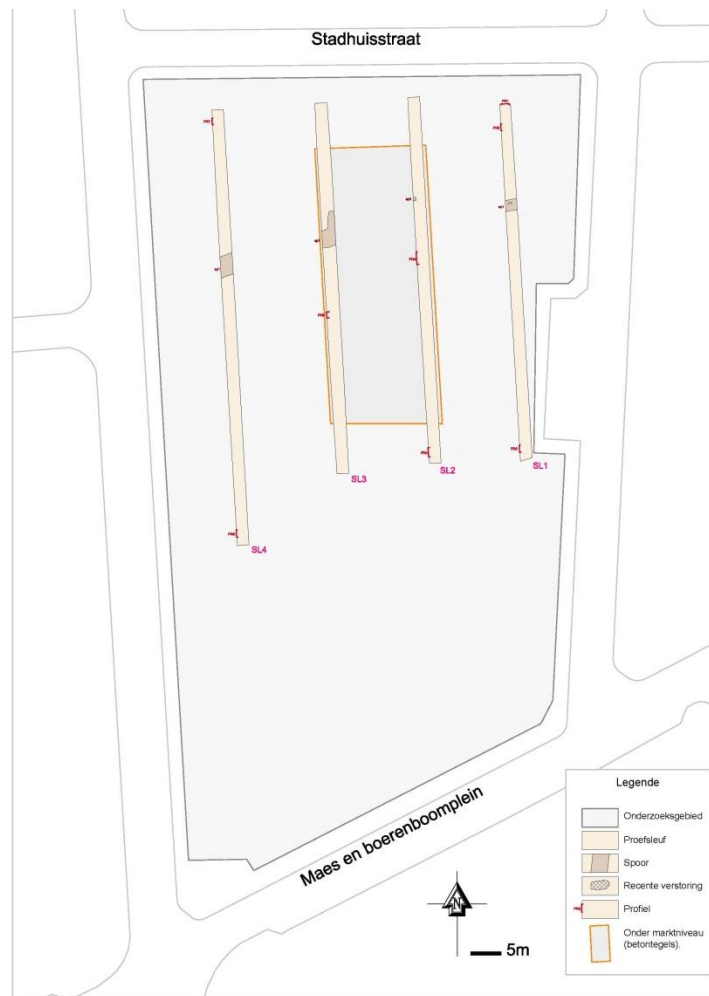 Stadhuisstraat
SL1
SL2
SL3
SL4
Maes en boerenboomplein
N
5m
Legende
Onderzoeksgebied
Proefsleuf
Spoor
Recente verstoring
Profiel
Onder marktniveau
(betontegels).